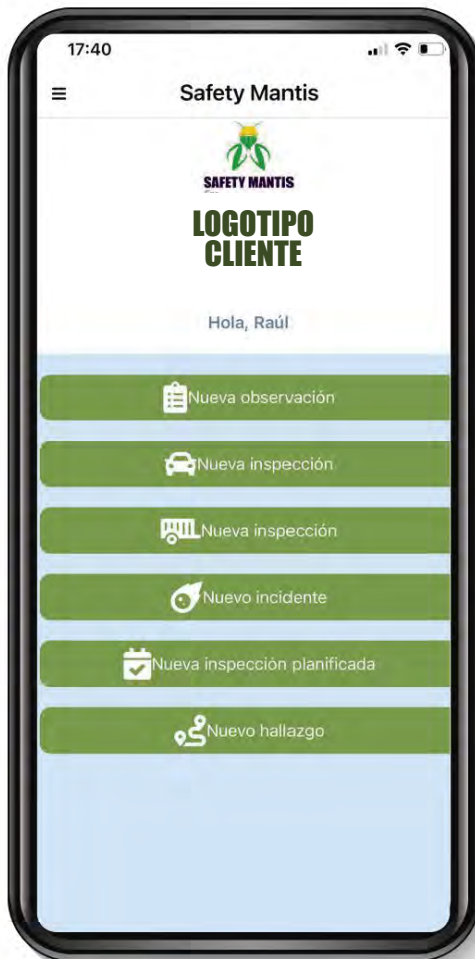 17:40
Safety Mantis
SAFETY MANTIS
LOGOTIPO
CLIENTE
Hola, Raúl
Nueva observación
Nueva inspección
Nueva inspección
Nuevo incidente
Nueva inspección planificada
Nuevo hallazgo